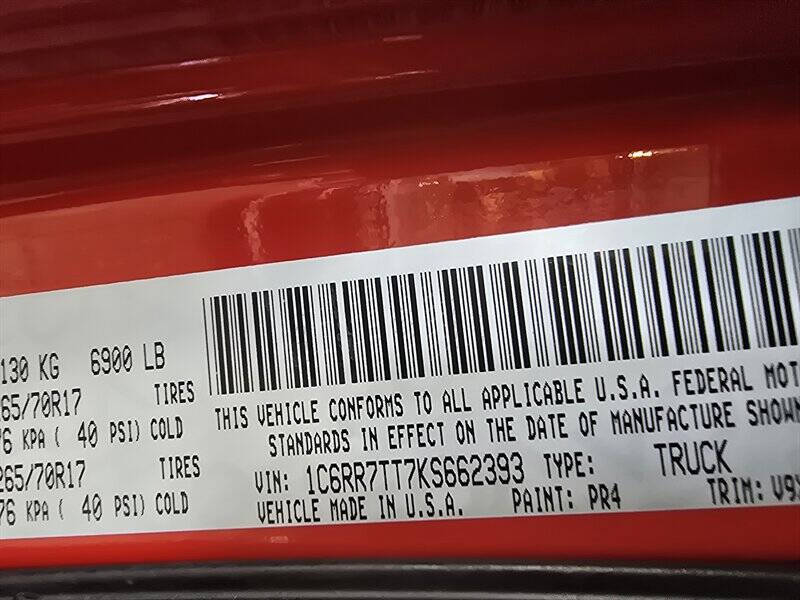 130 KG 6900 LB
265/70R17 TIRES
76 KPA ( 40 PSI) COLD
265/70R17 TIRES
76 KPA ( 40 PSI) COLD
THIS VEHICLE CONFORMS TO ALL APPLICABLE U.S.A. FEDERAL MOT
STANDARDS IN EFFECT ON THE DATE OF MANUFACTURE SHOWN
VIN: 1C6RR7TT7KS662393 TYPE: TRUCK
VEHICLE MADE IN U.S.A. PAINT: PR4 TRIM: V9X